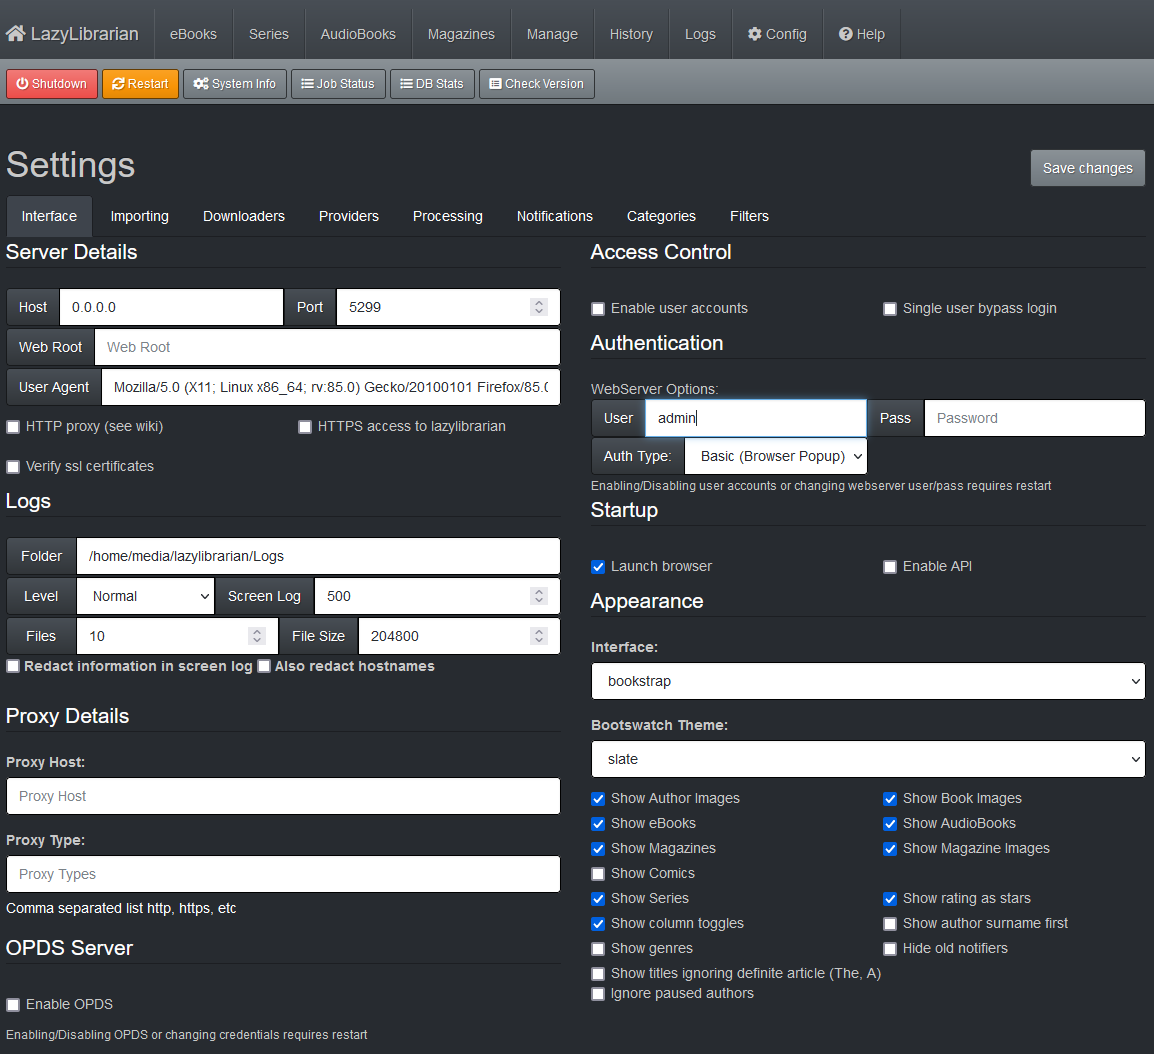 LazyLibrarian eBooks Series AudioBooks Magazines Manage History Logs Config Help
Shutdown Restart System Info Job Status DB Stats Check Version
Settings
Save changes
Interface Importing Downloaders Providers Processing Notifications Categories Filters
Server Details
Host 0.0.0.0 Port 5299
Web Root Web Root
User Agent Mozilla/5.0 (X11; Linux x86_64; rv:85.0) Gecko/20100101 Firefox/85.0
HTTP proxy (see wiki) HTTPS access to lazylibrarian
Verify ssl certificates
Logs
Folder /home/media/lazylibrarian/Logs
Level Normal Screen Log 500
Files 10 File Size 204800
Redact information in screen log Also redact hostnames
Proxy Details
Proxy Host:
Proxy Host
Proxy Type:
Proxy Types
Comma separated list http, https, etc
OPDS Server
Enable OPDS
Enabling/Disabling OPDS or changing credentials requires restart
Access Control
Enable user accounts Single user bypass login
Authentication
WebServer Options:
User admin Pass Password
Auth Type: Basic (Browser Popup)
Enabling/Disabling user accounts or changing webserver user/pass requires restart
Startup
Launch browser Enable API
Appearance
Interface:
bookstrap
Bootswatch Theme:
slate
Show Author Images Show Book Images
Show eBooks Show AudioBooks
Show Magazines Show Magazine Images
Show Comics
Show Series Show rating as stars
Show column toggles Show author surname first
Show genres Hide old notifiers
Show titles ignoring definite article (The, A)
Ignore paused authors